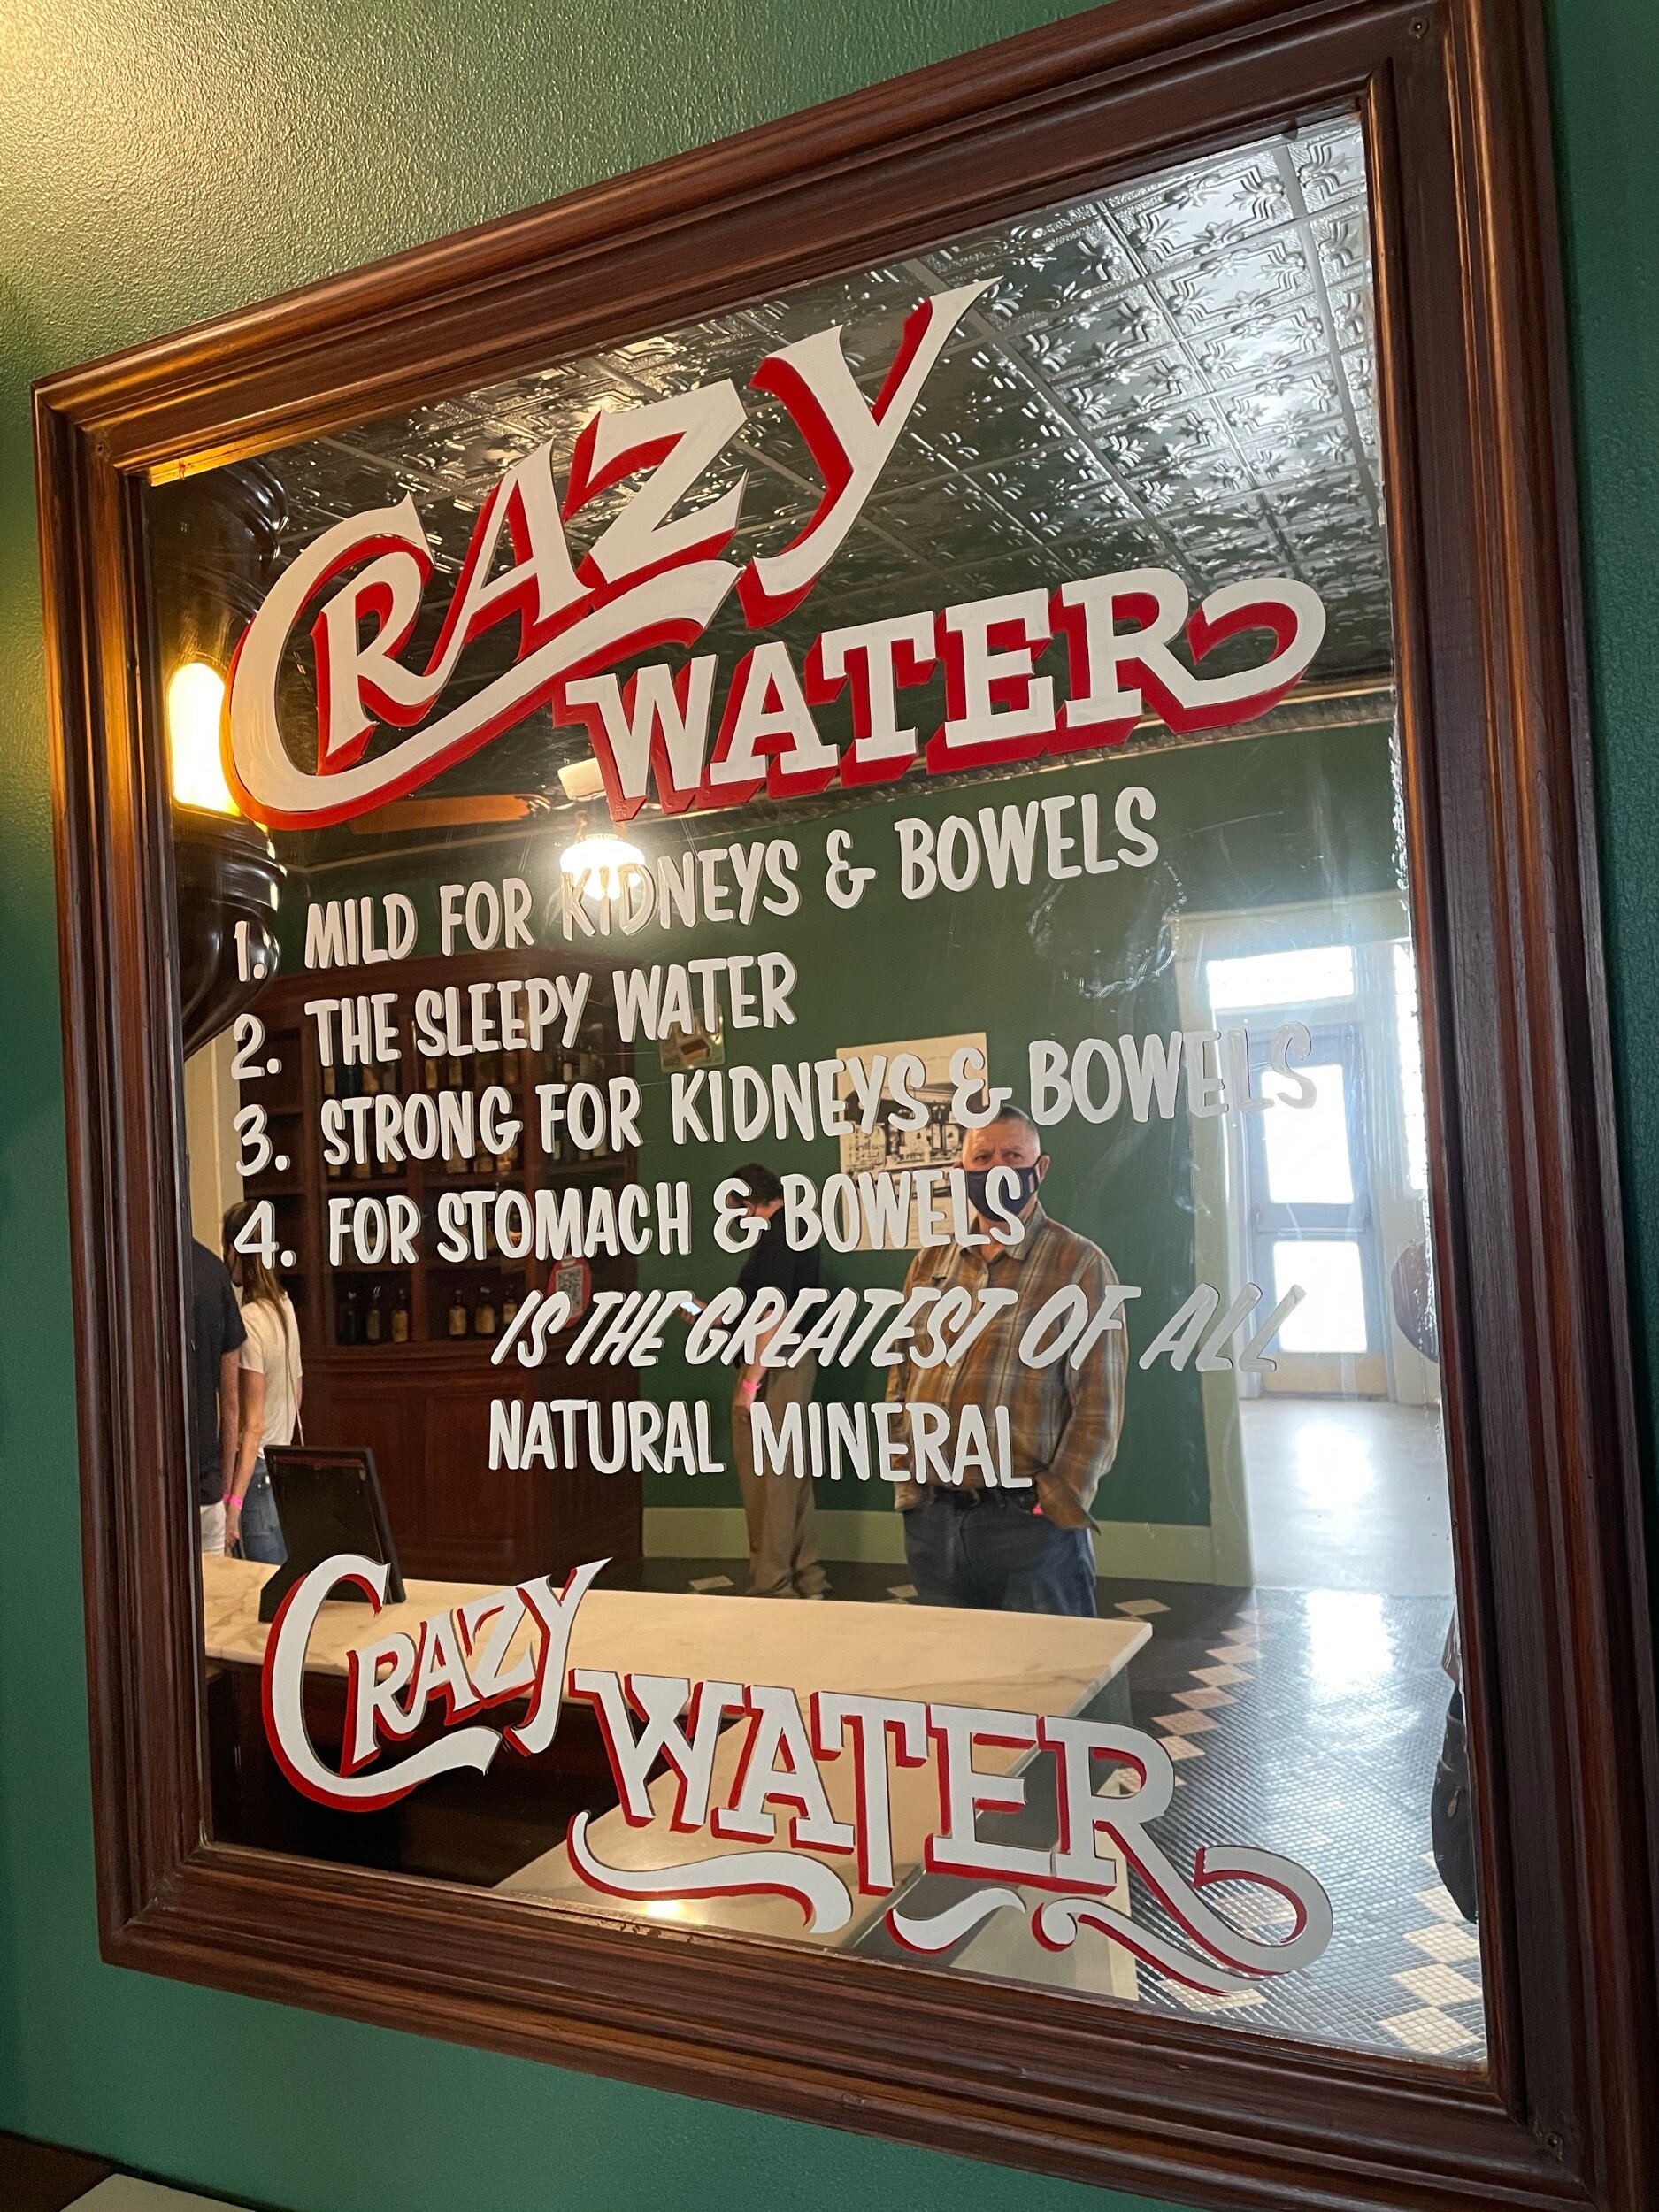 CRAZY
WATER
1. MILD FOR KIDNEYS & BOWELS
2. THE SLEEPY WATER
3. STRONG FOR KIDNEYS & BOWELS
4. FOR STOMACH & BOWELS
IS THE GREATEST OF ALL
NATURAL MINERAL
CRAZY
WATER